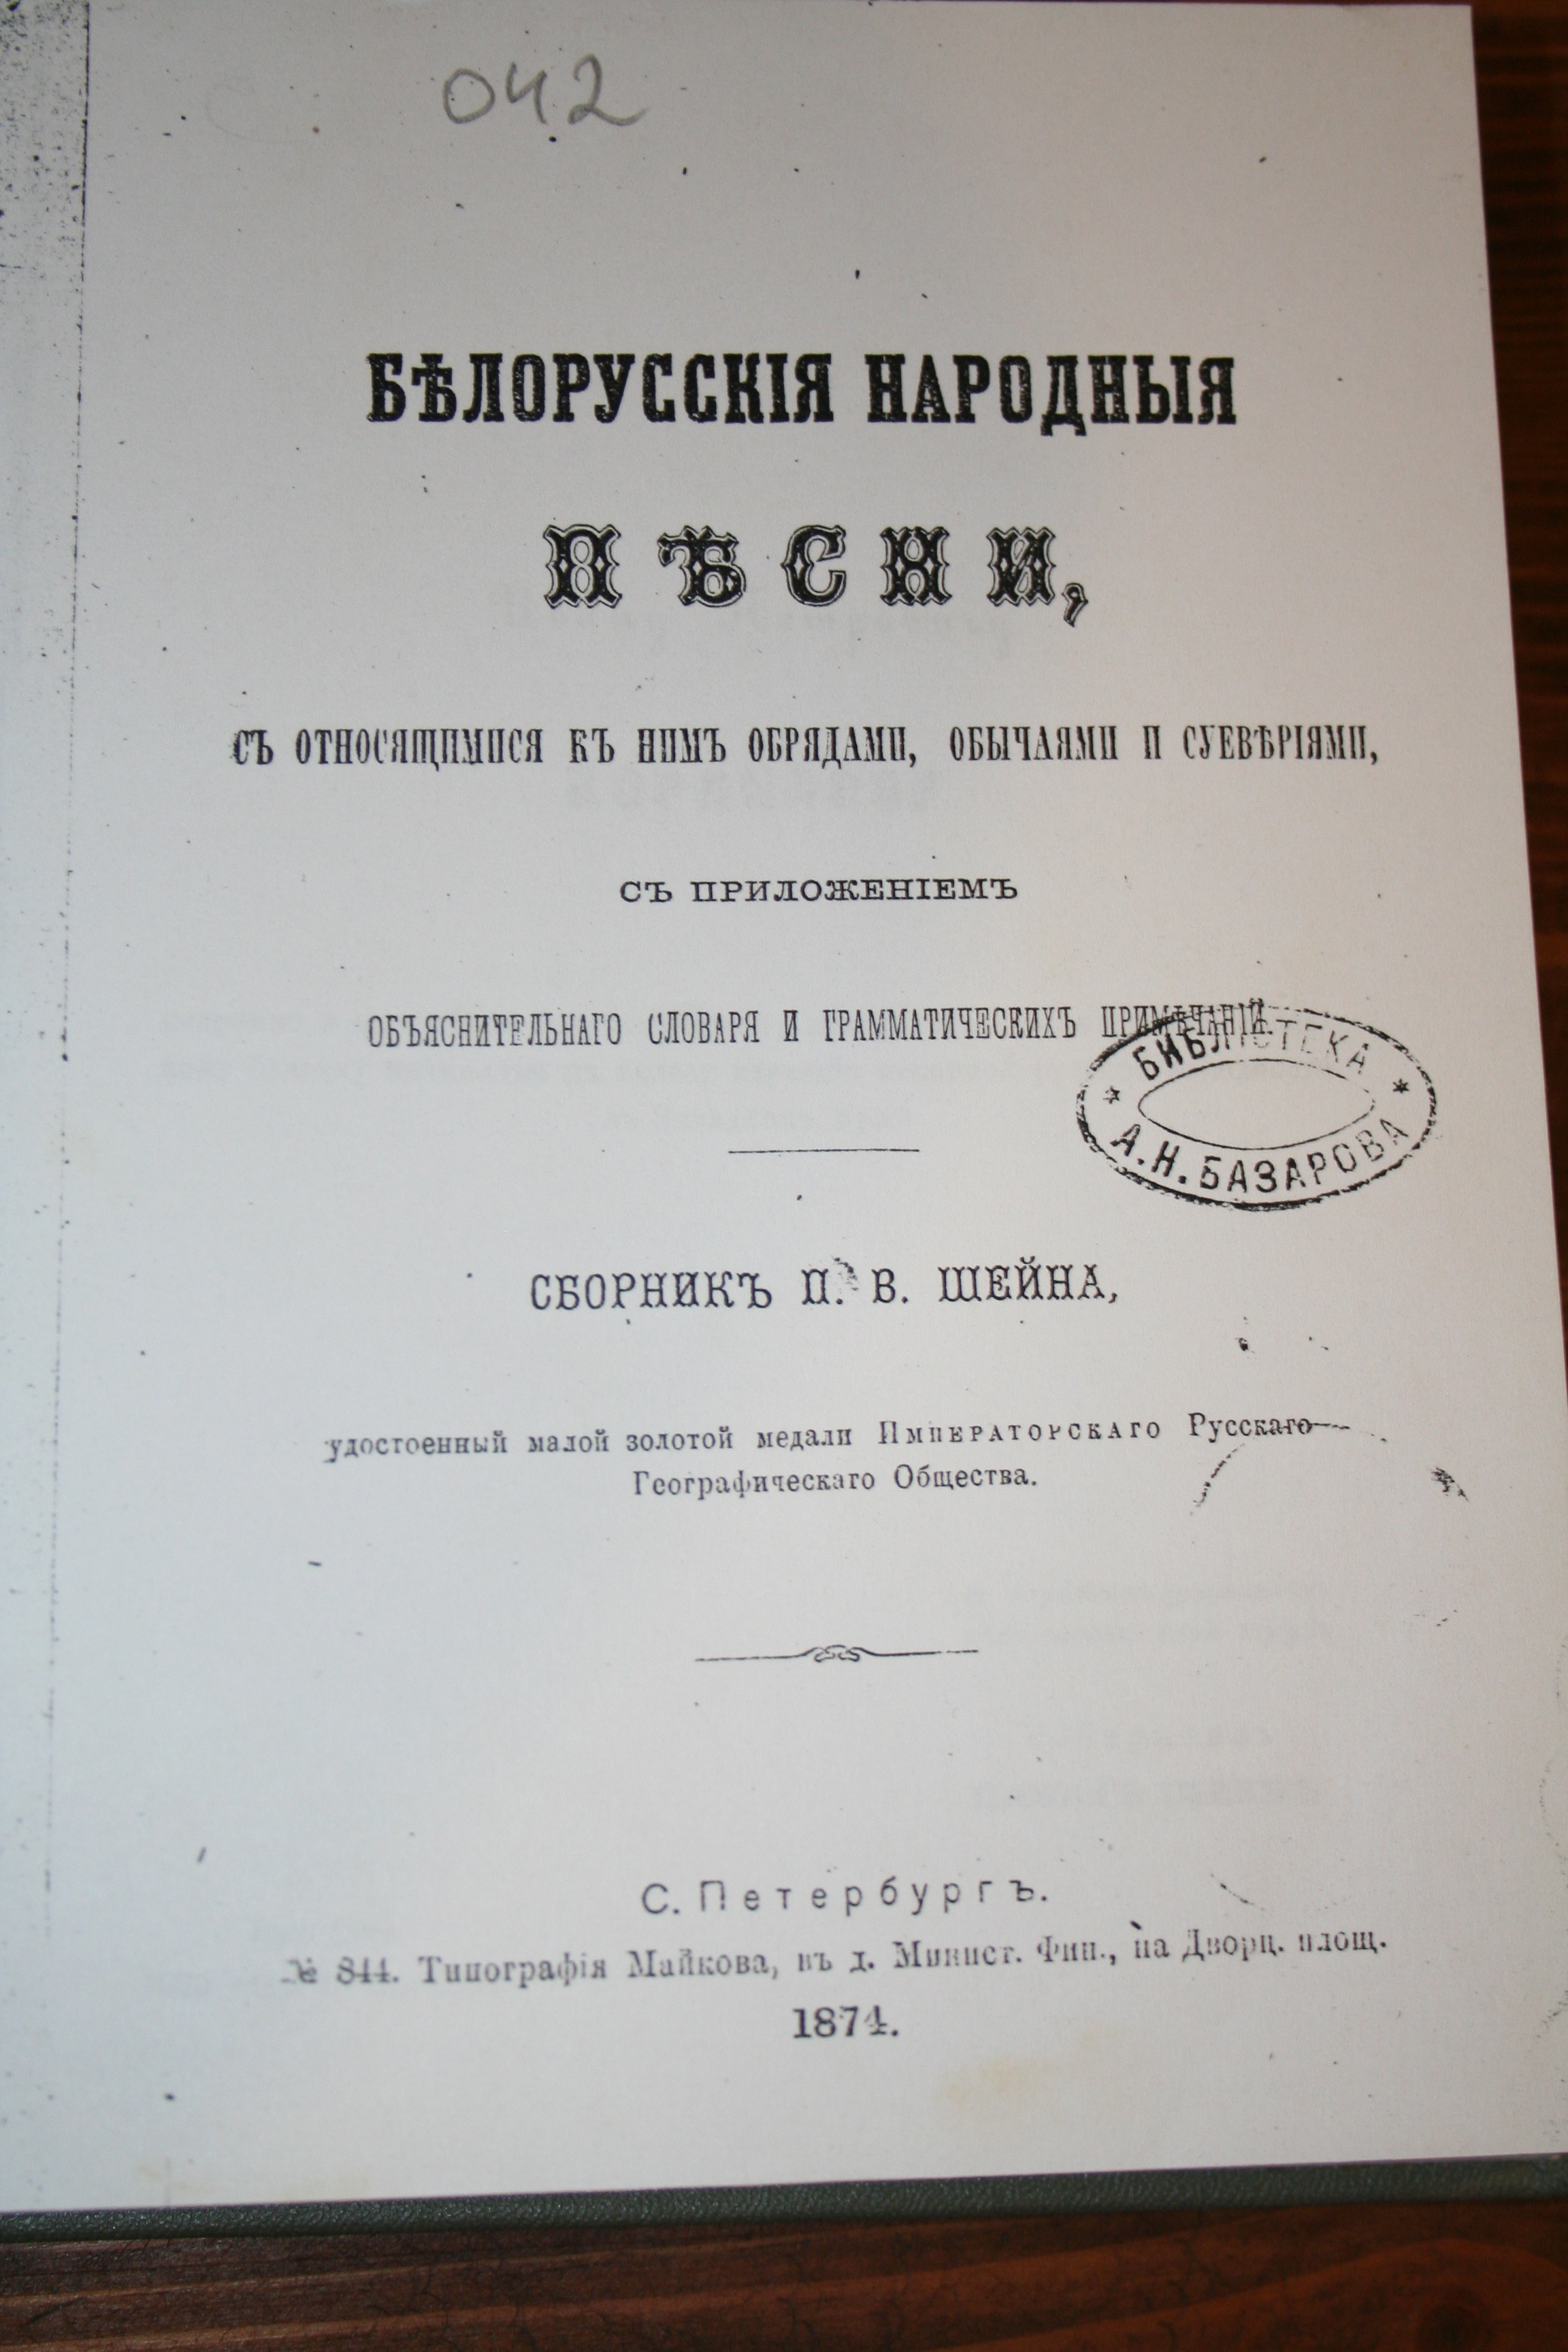 042
БѢЛОРУССКІЯ НАРОДНЫЯ
ПѢСНИ,
СЪ ОТНОСЯЩИМИСЯ КЪ НИМЪ ОБРЯДАМИ, ОБЫЧАЯМИ И СУЕВѢРІЯМИ,
СЪ ПРИЛОЖЕНІЕМЪ
ОБЪЯСНИТЕЛЬНАГО СЛОВАРЯ И ГРАММАТИЧЕСКИХЪ ПРИМѢЧАНІЙ.
* БИБЛІОТЕКА *
А.Н.БАЗАРОВА
СБОРНИКЪ П. В. ШЕЙНА,
удостоенный малой золотой медали ИМПЕРАТОРСКАГО Русскаго
Географическаго Общества.
С. Петербургъ.
№ 844. Типографія Майкова, въ д. Минист. Фин., на Дворц. площ.
1874.